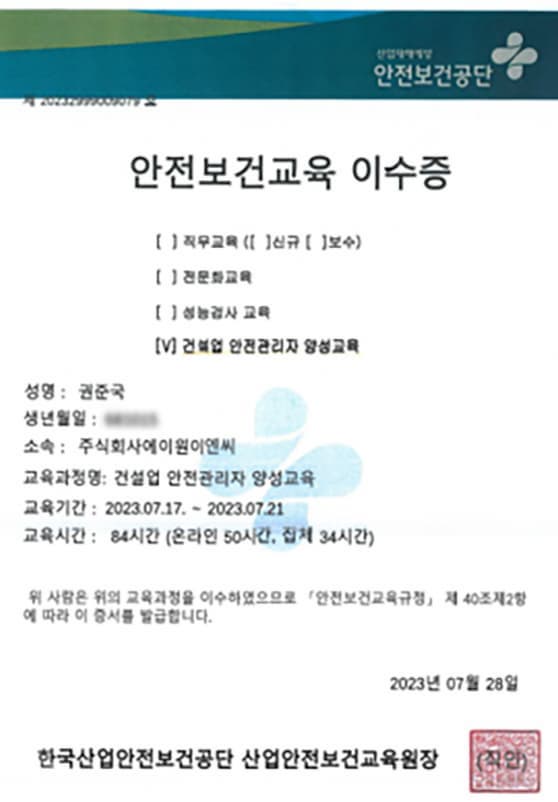 산업재해예방
안전보건공단
제 20232999009079 호
안전보건교육 이수증
[ ] 직무교육 ([ ]신규 [ ]보수)
[ ] 전문화교육
[ ] 성능검사 교육
[V] 건설업 안전관리자 양성교육
성명 : 권준국
생년월일 :
소속 : 주식회사에이원이엔씨
교육과정명: 건설업 안전관리자 양성교육
교육기간 : 2023.07.17. ~ 2023.07.21
교육시간 : 84시간 (온라인 50시간, 집체 34시간)
위 사람은 위의 교육과정을 이수하였으므로 「안전보건교육규정」 제 40조제2항
에 따라 이 증서를 발급합니다.
2023년 07월 28일
한국산업안전보건공단 산업안전보건교육원장 (직인)